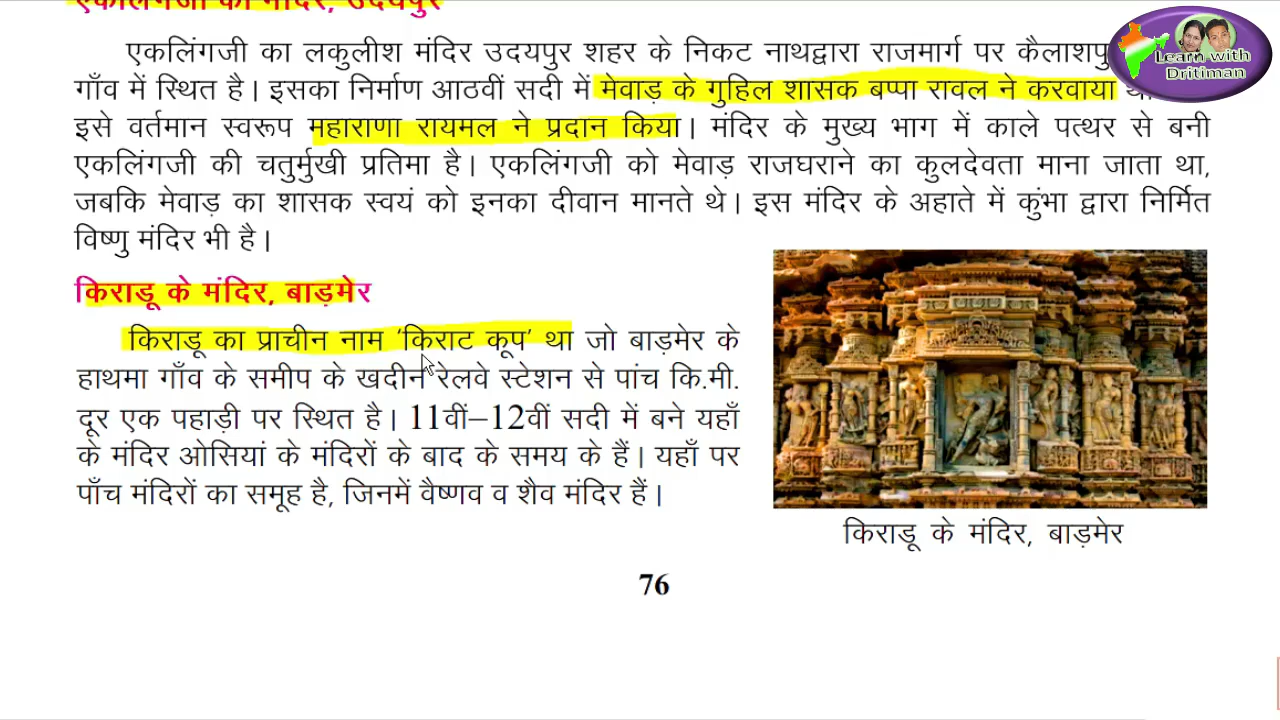 एकलिंगजी का मंदिर, उदयपुर
एकलिंगजी का लकुलीश मंदिर उदयपुर शहर के निकट नाथद्वारा राजमार्ग पर
गाँव में स्थित है। इसका निर्माण आठवीं सदी में मेवाड़ के गुहिल शासक बप्पा रावल ने करवाया
इसे वर्तमान स्वरूप महाराणा रायमल ने प्रदान किया। मंदिर के मुख्य भाग में काले पत्थर से बनी
एकलिंगजी की चतुर्मुखी प्रतिमा है। एकलिंगजी को मेवाड़ राजघराने का कुलदेवता माना जाता था,
जबकि मेवाड़ का शासक स्वयं को इनका दीवान मानते थे। इस मंदिर के अहाते में कुंभा द्वारा निर्मित
विष्णु मंदिर भी है।
किराडू के मंदिर, बाड़मेर
किराडू का प्राचीन नाम 'किराट कूप' था जो बाड़मेर के
हाथमा गाँव के समीप के खदीन रेलवे स्टेशन से पांच कि.मी.
दूर एक पहाड़ी पर स्थित है। 11वीं–12वीं सदी में बने यहाँ
के मंदिर ओसियां के मंदिरों के बाद के समय के हैं। यहाँ पर
पाँच मंदिरों का समूह है, जिनमें वैष्णव व शैव मंदिर हैं।
किराडू के मंदिर, बाड़मेर
76
Learn with
Dritiman